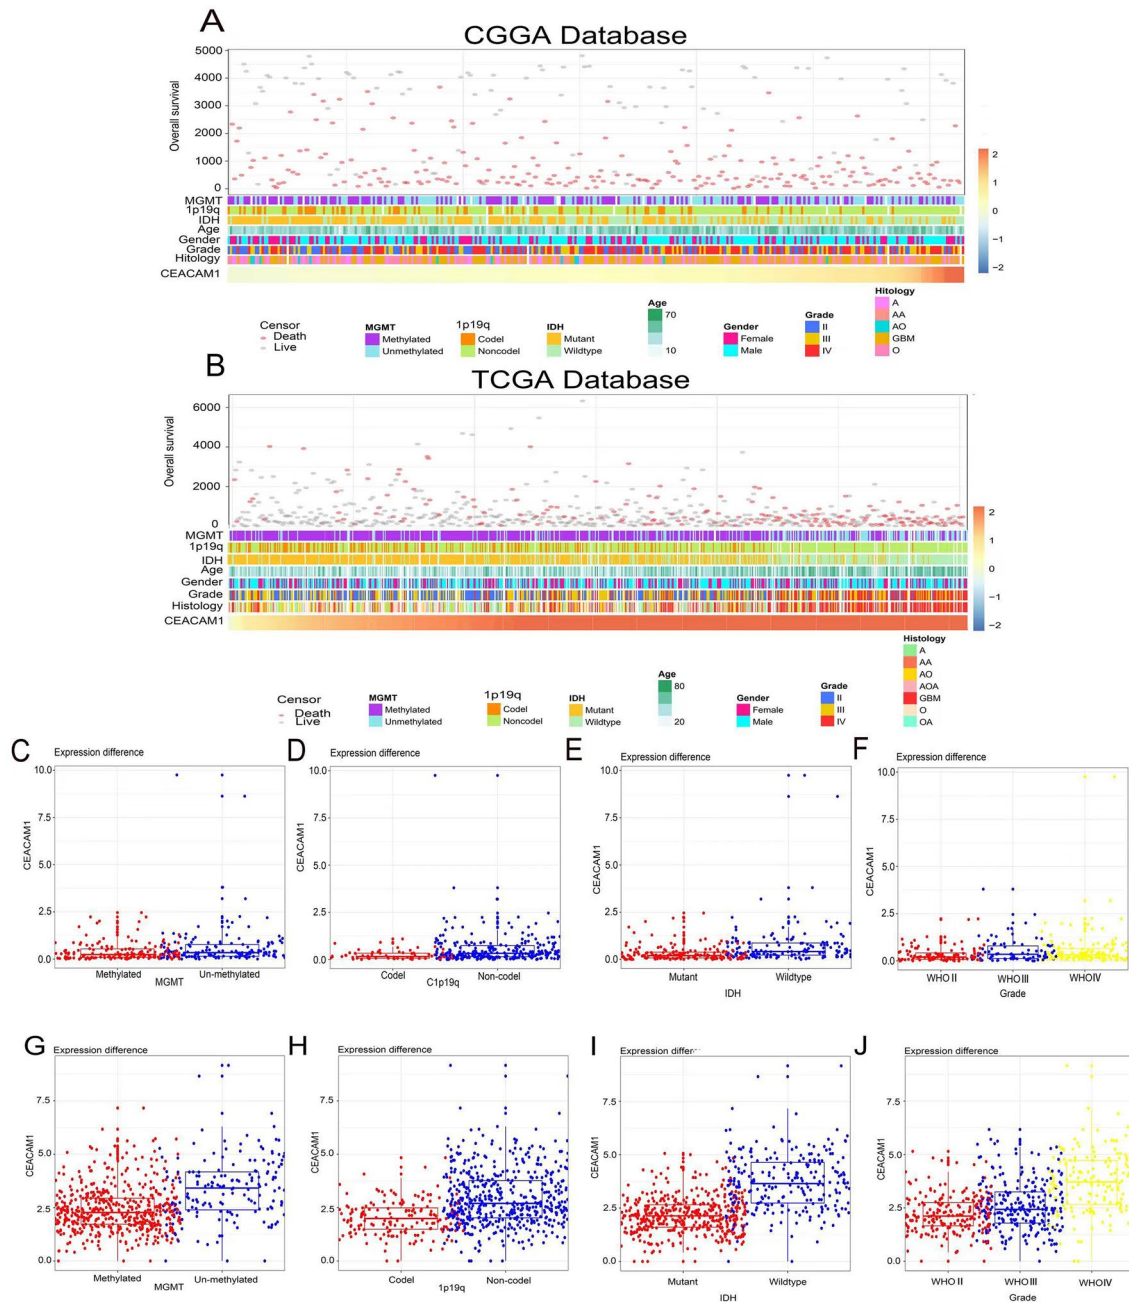 A
CGGA Database
Overall survival
5000
4000
3000
2000
1000
0
MGMT
1p19q
IDH
Age
Gender
Grade
Hitology
CEACAM1
2
1
0
−1
−2
Censor
Death
Live
MGMT
Methylated
Unmethylated
1p19q
Codel
Noncodel
IDH
Mutant
Wildtype
Age
70
10
Gender
Female
Male
Grade
II
III
IV
Hitology
A
AA
AO
GBM
O
B
TCGA Database
Overall survival
6000
4000
2000
0
MGMT
1p19q
IDH
Age
Gender
Grade
Histology
CEACAM1
2
1
0
−1
−2
Censor
Death
Live
MGMT
Methylated
Unmethylated
1p19q
Codel
Noncodel
IDH
Mutant
Wildtype
Age
80
20
Gender
Female
Male
Grade
II
III
IV
Histology
A
AA
AO
AOA
GBM
O
OA
C
Expression difference
CEACAM1
10.0
7.5
5.0
2.5
0.0
Methylated
Un-methylated
MGMT
D
Expression difference
CEACAM1
10.0
7.5
5.0
2.5
0.0
Codel
Non-codel
C1p19q
E
Expression difference
CEACAM1
10.0
7.5
5.0
2.5
0.0
Mutant
Wildtype
IDH
F
Expression difference
CEACAM1
10.0
7.5
5.0
2.5
0.0
WHO II
WHO III
WHOIV
Grade
G
Expression difference
CEACAM1
7.5
5.0
2.5
0.0
Methylated
Un-methylated
MGMT
H
Expression difference
CEACAM1
7.5
5.0
2.5
0.0
Codel
Non-codel
1p19q
I
Expression
CEACAM1
7.5
5.0
2.5
0.0
Mutant
Wildtype
IDH
J
Expression difference
CEACAM1
7.5
5.0
2.5
0.0
WHO II
WHO III
WHO IV
Grade